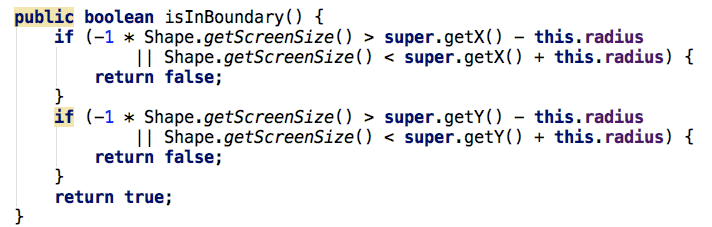 public boolean isInBoundary() {
    if (-1 * Shape.getScreenSize() > super.getX() - this.radius
            || Shape.getScreenSize() < super.getX() + this.radius) {
        return false;
    }
    if (-1 * Shape.getScreenSize() > super.getY() - this.radius
            || Shape.getScreenSize() < super.getY() + this.radius) {
        return false;
    }
    return true;
}